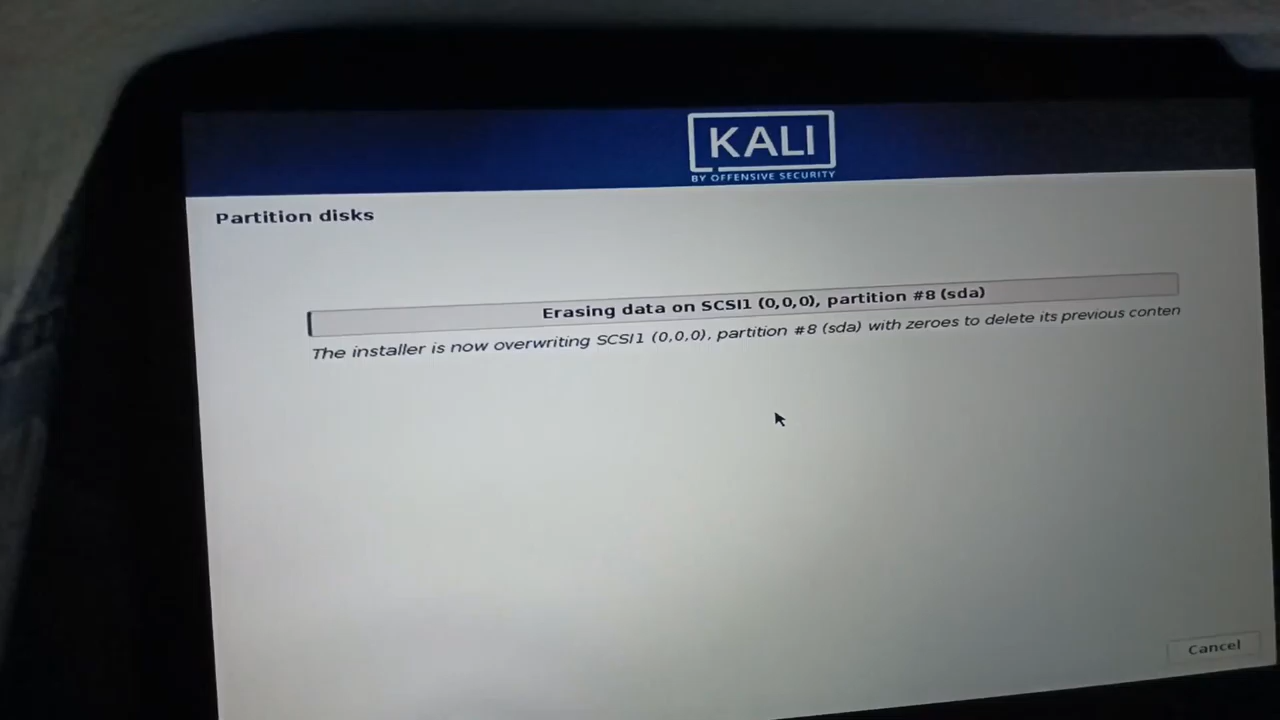 KALI
BY OFFENSIVE SECURITY
Partition disks
Erasing data on SCSI1 (0,0,0), partition #8 (sda)
The installer is now overwriting SCSI1 (0,0,0), partition #8 (sda) with zeroes to delete its previous conten
Cancel